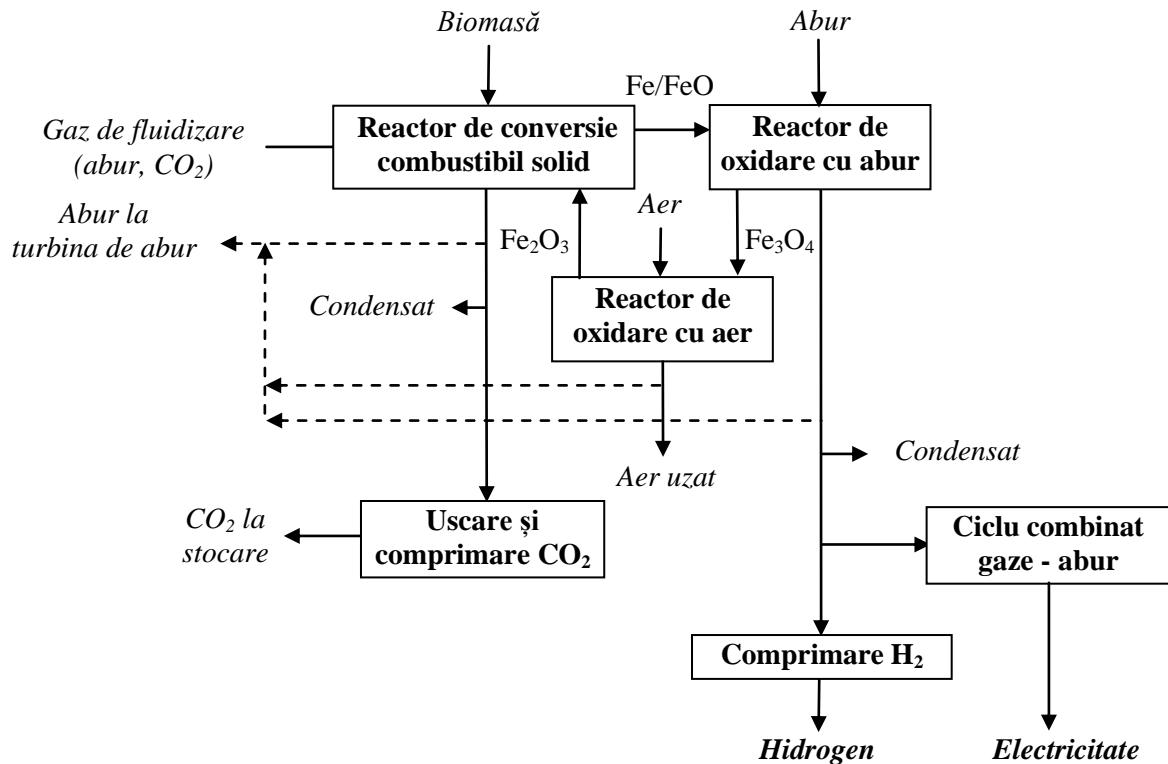 Biomasă
Abur
Fe/FeO
Gaz de fluidizare
(abur, CO₂)
Reactor de conversie
combustibil solid
Reactor de
oxidare cu abur
Abur la
turbina de abur
Fe₂O₃
Aer
Fe₃O₄
Condensat
Reactor de
oxidare cu aer
Aer uzat
Condensat
CO₂ la
stocare
Uscare și
comprimare CO₂
Ciclu combinat
gaze - abur
Comprimare H₂
Hidrogen
Electricitate